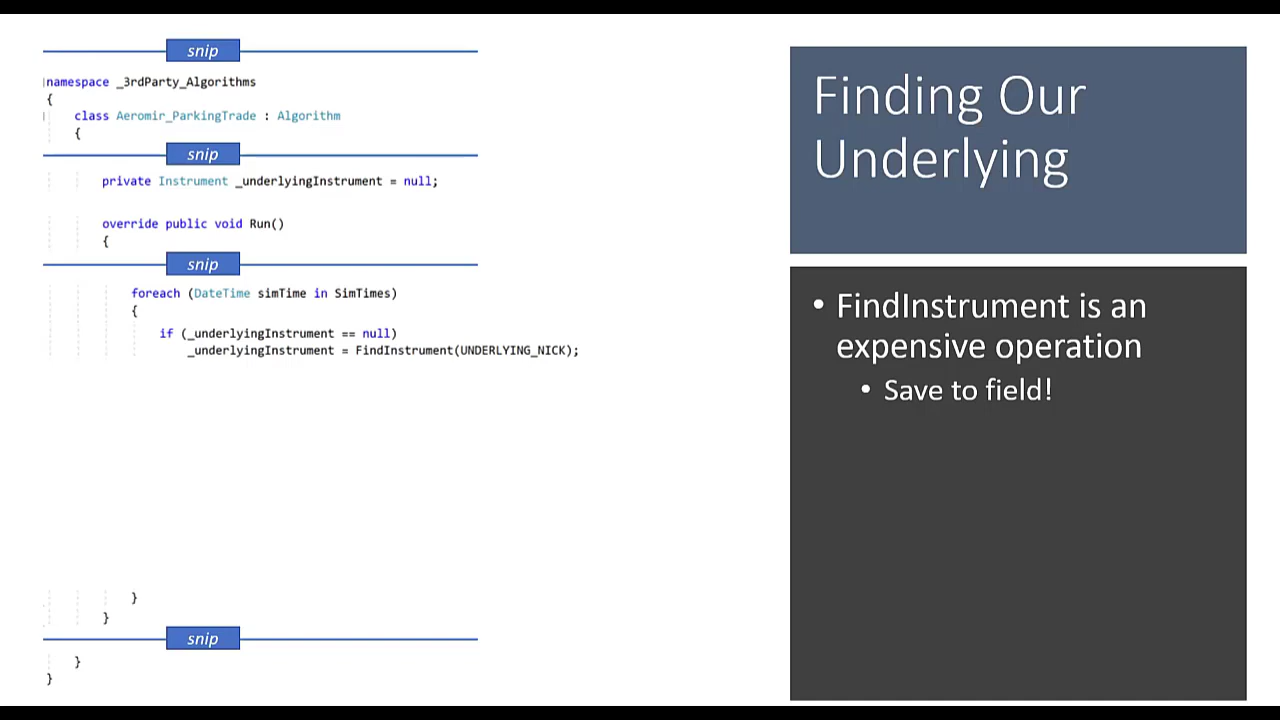 snip
namespace _3rdParty_Algorithms
{
class Aeromir_ParkingTrade : Algorithm
{
snip
private Instrument _underlyingInstrument = null;
override public void Run()
{
snip
foreach (DateTime simTime in SimTimes)
{
if (_underlyingInstrument == null)
_underlyingInstrument = FindInstrument(UNDERLYING_NICK);
}
}
snip
}
}
Finding Our
Underlying
• FindInstrument is an
expensive operation
• Save to field!